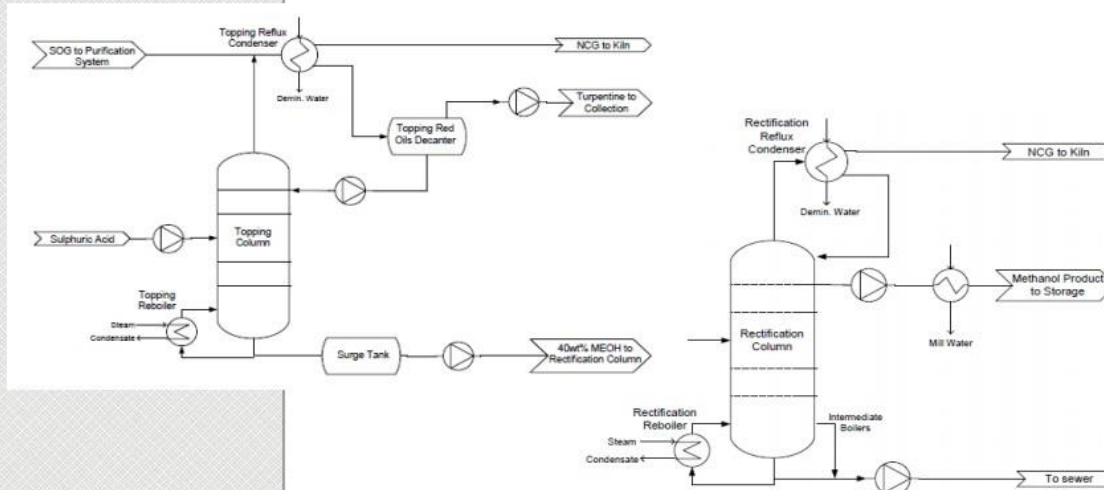 Topping Reflux
Condenser
SOG to Purification
System
NCG to Kiln
Demin. Water
Turpentine to
Collection
Topping Red
Oils Decanter
Topping
Column
Sulphuric Acid
Topping
Reboiler
Steam
Condensate
Surge Tank
40wt% MEOH to
Rectification Column
Rectification
Reflux
Condenser
NCG to Kiln
Demin. Water
Methanol Product
to Storage
Mill Water
Rectification
Column
Rectification
Reboiler
Steam
Condensate
Intermediate
Boilers
To sewer